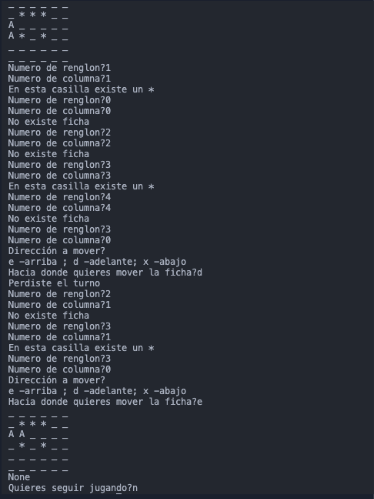 _ _ _ _ _ _
_ * * * _ _
A _ _ _ _ _
A * _ * _ _
_ _ _ _ _ _
_ _ _ _ _ _
Numero de renglon?1
Numero de columna?1
En esta casilla existe un *
Numero de renglon?0
Numero de columna?0
No existe ficha
Numero de renglon?2
Numero de columna?2
No existe ficha
Numero de renglon?3
Numero de columna?3
En esta casilla existe un *
Numero de renglon?4
Numero de columna?4
No existe ficha
Numero de renglon?3
Numero de columna?0
Dirección a mover?
e -arriba ; d -adelante; x -abajo
Hacia donde quieres mover la ficha?d
Perdiste el turno
Numero de renglon?2
Numero de columna?1
No existe ficha
Numero de renglon?3
Numero de columna?1
En esta casilla existe un *
Numero de renglon?3
Numero de columna?0
Dirección a mover?
e -arriba ; d -adelante; x -abajo
Hacia donde quieres mover la ficha?e
_ _ _ _ _ _
_ * * * _ _
A A _ _ _ _
_ * _ * _ _
_ _ _ _ _ _
_ _ _ _ _ _
None
Quieres seguir jugando?n